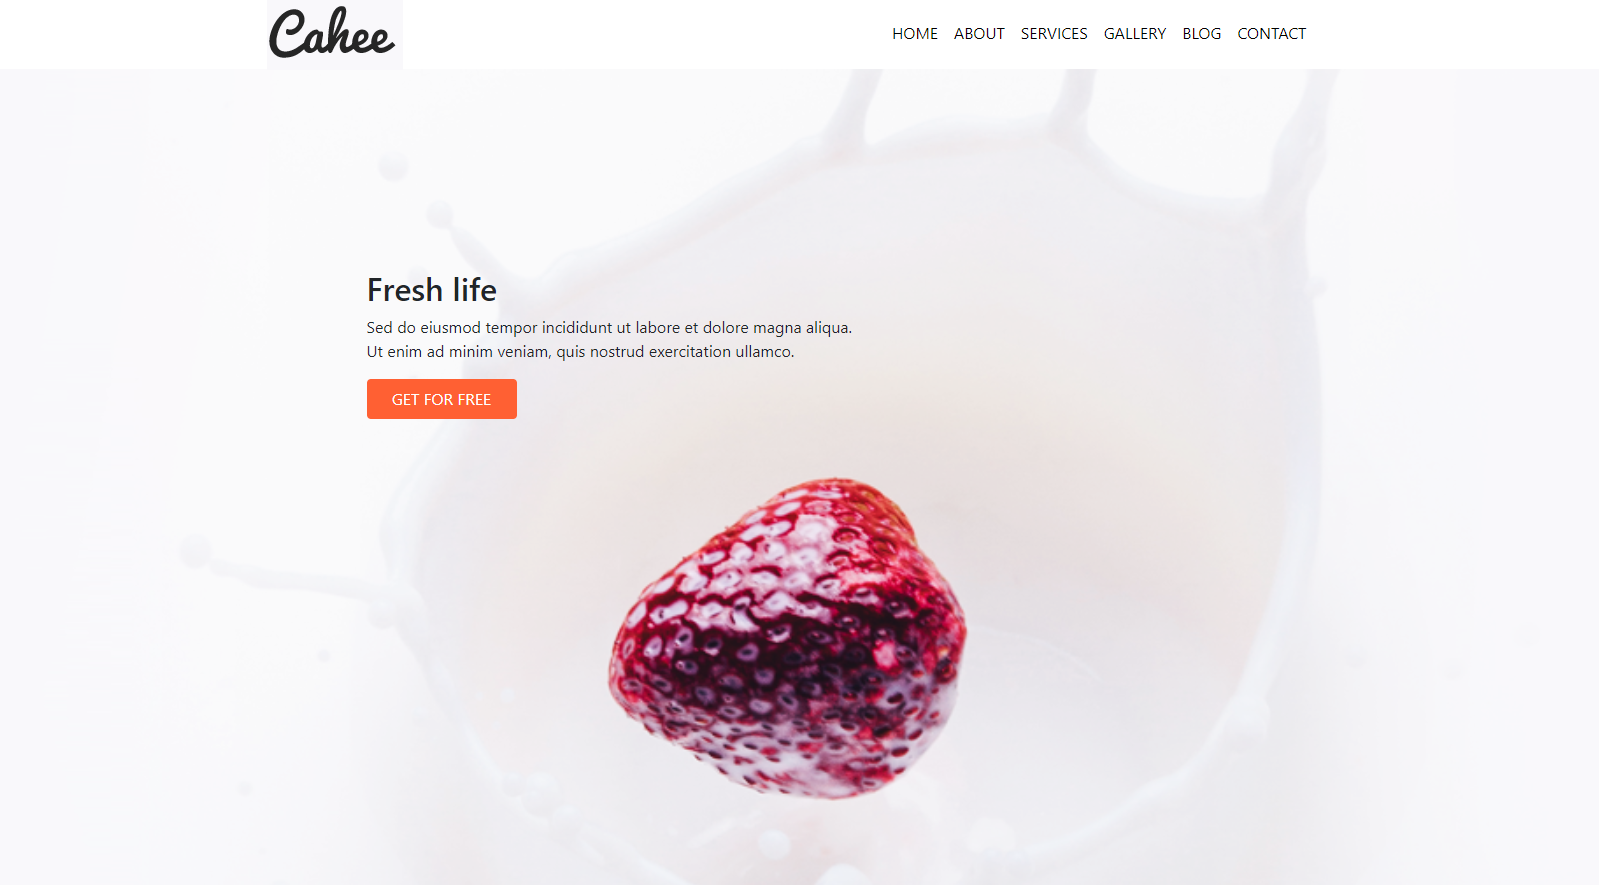 Cahee
HOME ABOUT SERVICES GALLERY BLOG CONTACT
Fresh life
Sed do eiusmod tempor incididunt ut labore et dolore magna aliqua.
Ut enim ad minim veniam, quis nostrud exercitation ullamco.
GET FOR FREE